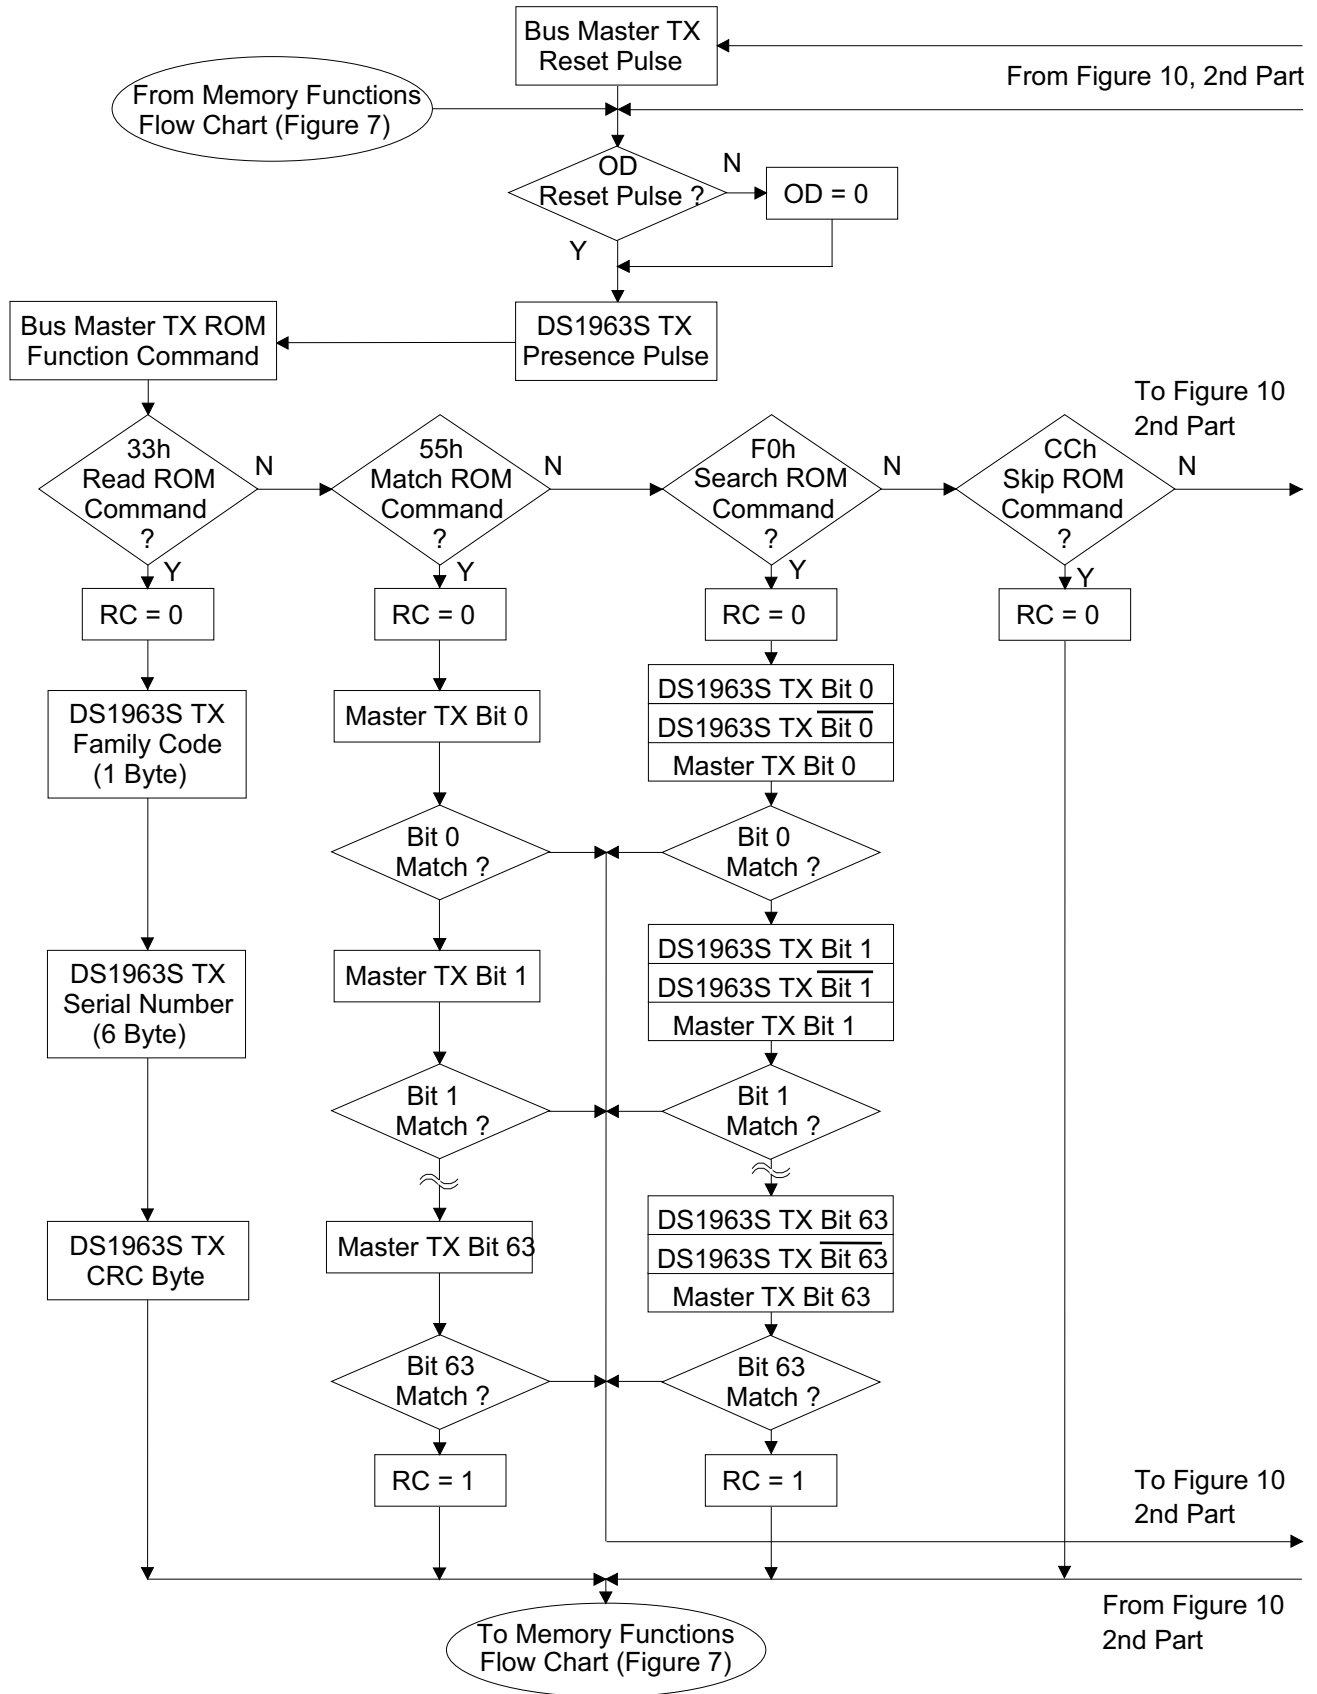 Bus Master TX
Reset Pulse
From Figure 10, 2nd Part
From Memory Functions
Flow Chart (Figure 7)
OD
Reset Pulse ?
N
OD = 0
Y
Bus Master TX ROM
Function Command
DS1963S TX
Presence Pulse
To Figure 10
2nd Part
33h
Read ROM
Command
?
N
55h
Match ROM
Command
?
N
F0h
Search ROM
Command
?
N
CCh
Skip ROM
Command
?
N
Y
Y
Y
Y
RC = 0
RC = 0
RC = 0
RC = 0
DS1963S TX
Family Code
(1 Byte)
Master TX Bit 0
DS1963S TX Bit 0
DS1963S TX B̅i̅t̅ ̅0̅
Master TX Bit 0
Bit 0
Match ?
Bit 0
Match ?
DS1963S TX
Serial Number
(6 Byte)
Master TX Bit 1
DS1963S TX Bit 1
DS1963S TX B̅i̅t̅ ̅1̅
Master TX Bit 1
Bit 1
Match ?
Bit 1
Match ?
DS1963S TX
CRC Byte
Master TX Bit 63
DS1963S TX Bit 63
DS1963S TX B̅i̅t̅ ̅6̅3̅
Master TX Bit 63
Bit 63
Match ?
Bit 63
Match ?
RC = 1
RC = 1
To Figure 10
2nd Part
From Figure 10
2nd Part
To Memory Functions
Flow Chart (Figure 7)